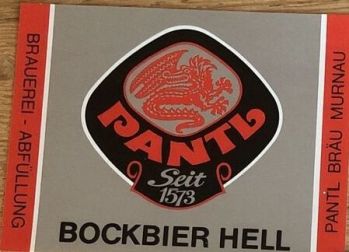 BRAUEREI - ABFÜLLUNG
PANTL
Seit
1573
BOCKBIER HELL
PANTL BRÄU MURNAU